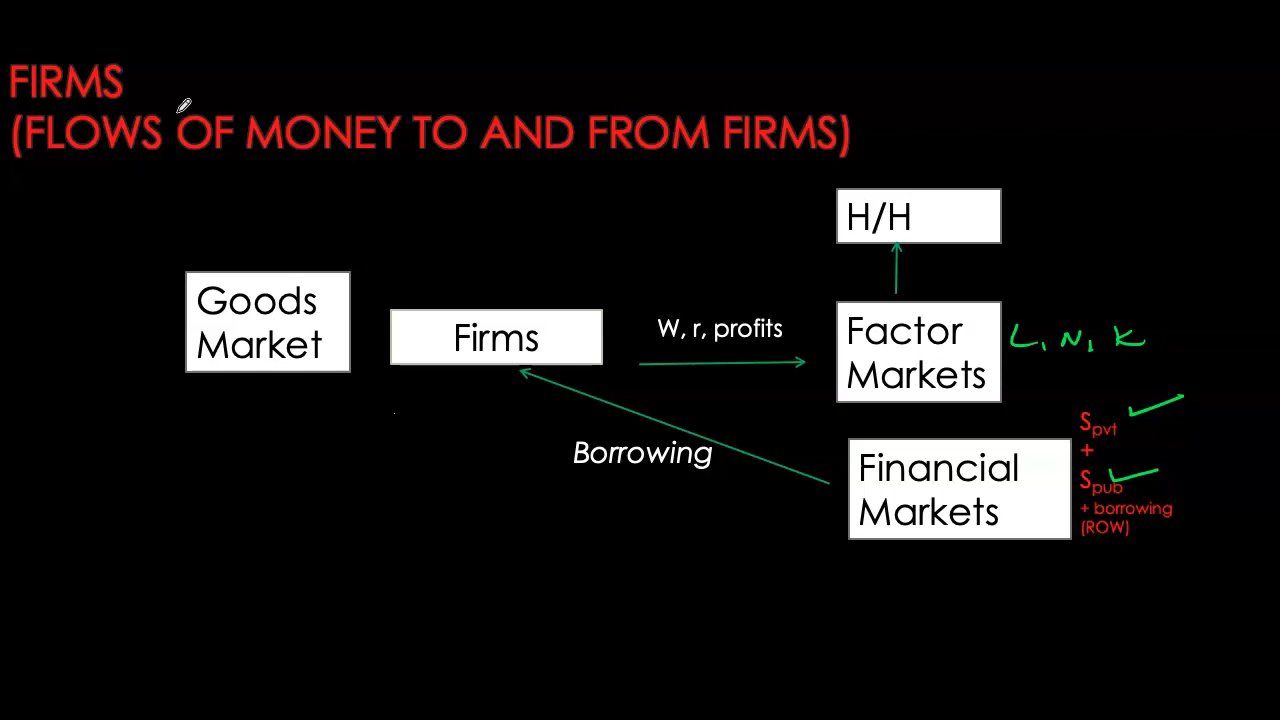 FIRMS
(FLOWS OF MONEY TO AND FROM FIRMS)
H/H
Goods
Market
Firms
W, r, profits
Factor
Markets
L, N, K
Borrowing
Financial
Markets
Spvt
+
Spub
+ borrowing
(ROW)